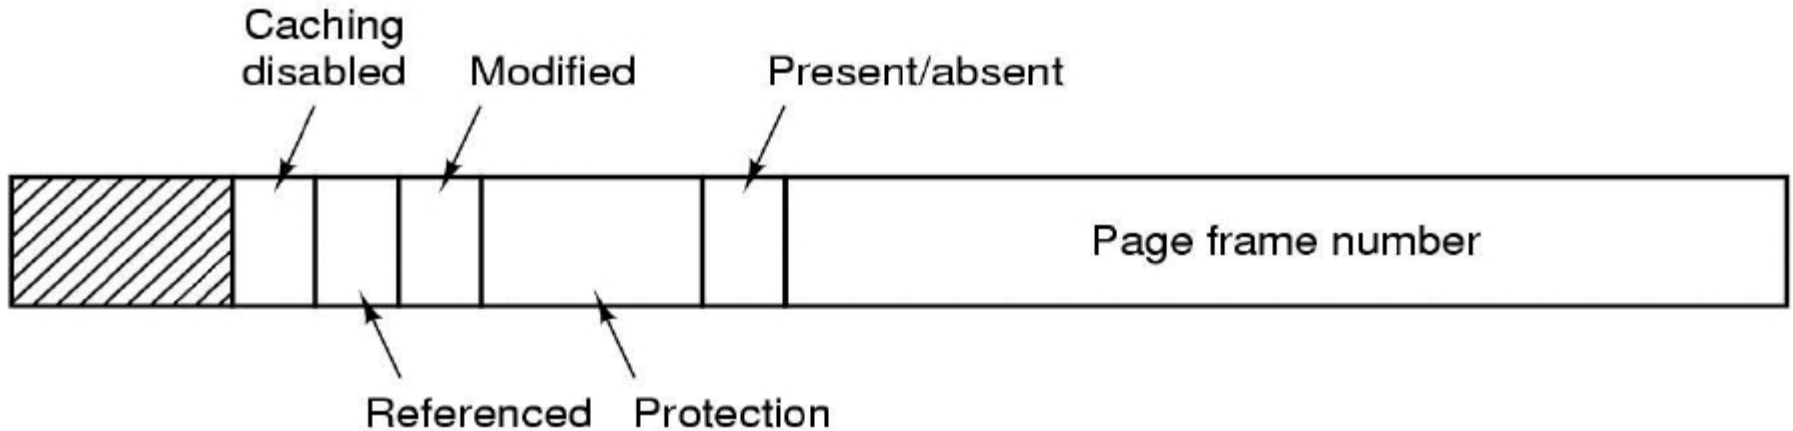 Caching
disabled
Modified
Present/absent
Page frame number
Referenced
Protection